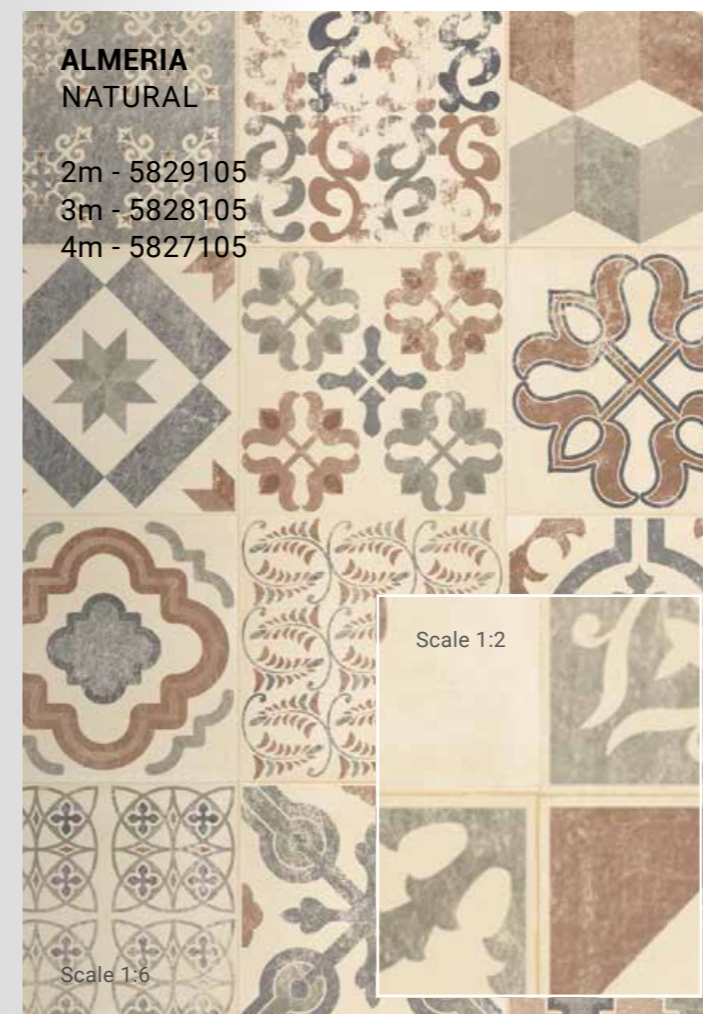 ALMERIA
NATURAL
2m - 5829105
3m - 5828105
4m - 5827105
Scale 1:2
Scale 1:6